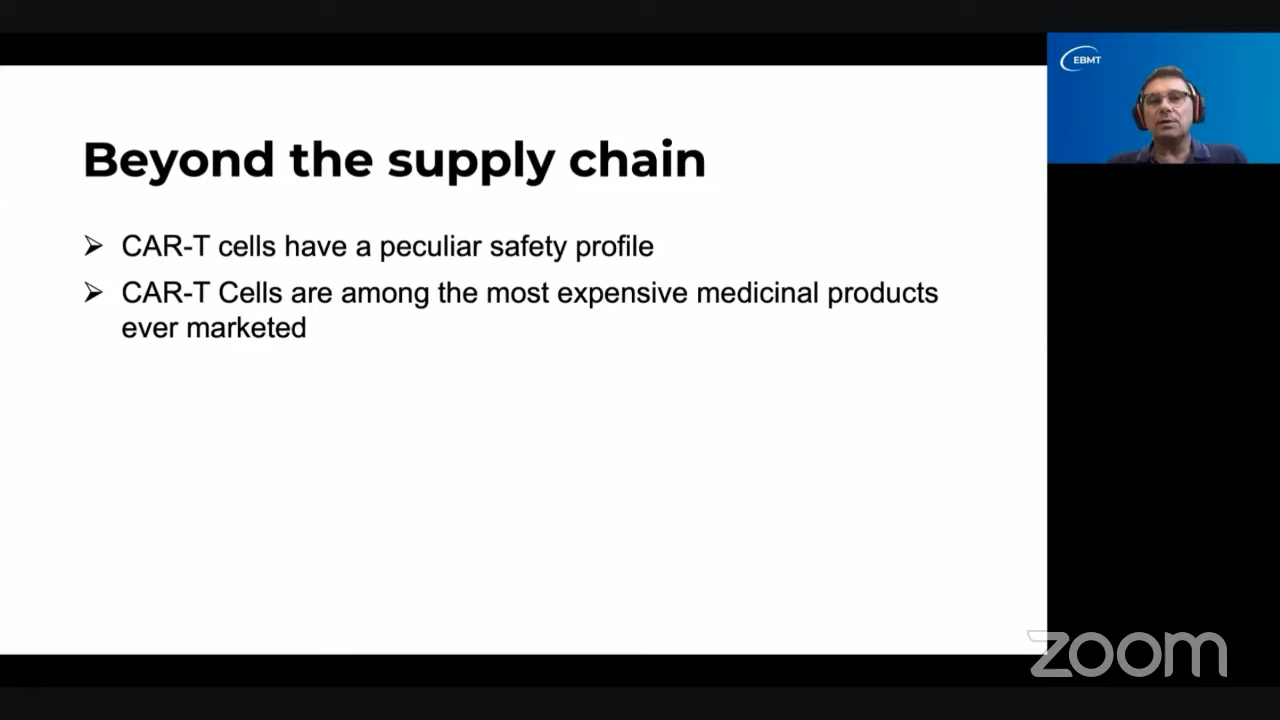 EBMT
Beyond the supply chain
CAR-T cells have a peculiar safety profile
CAR-T Cells are among the most expensive medicinal products
ever marketed
zoom